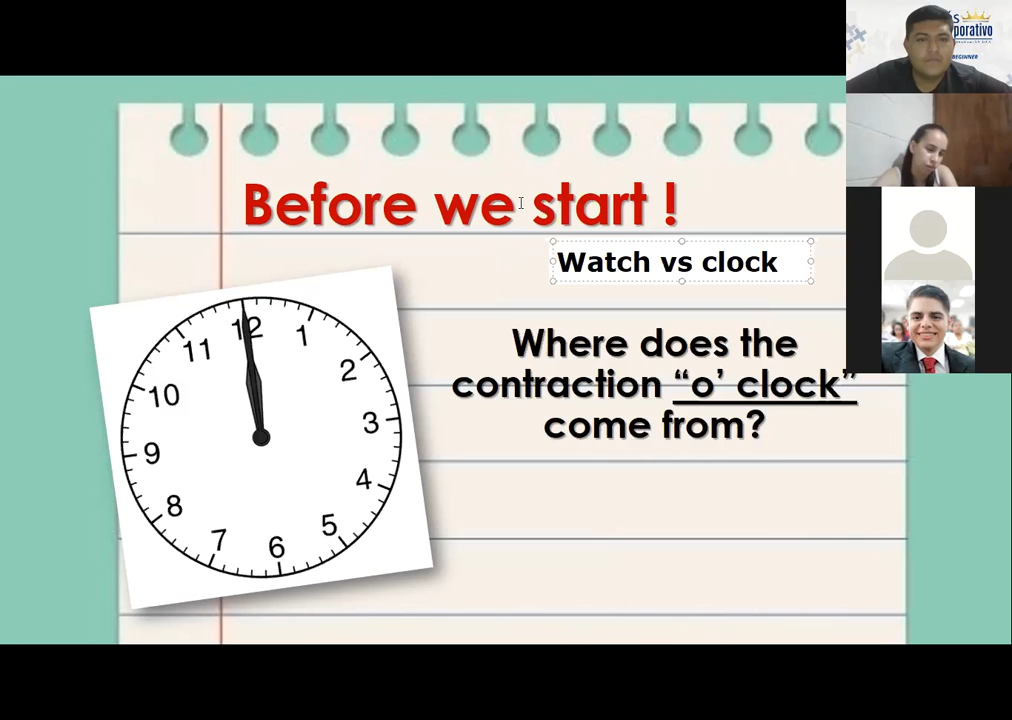 Before we start !
Watch vs clock
Where does the
contraction “o’ clock”
come from?
12
1
2
3
4
5
6
7
8
9
10
11
BEGINNER